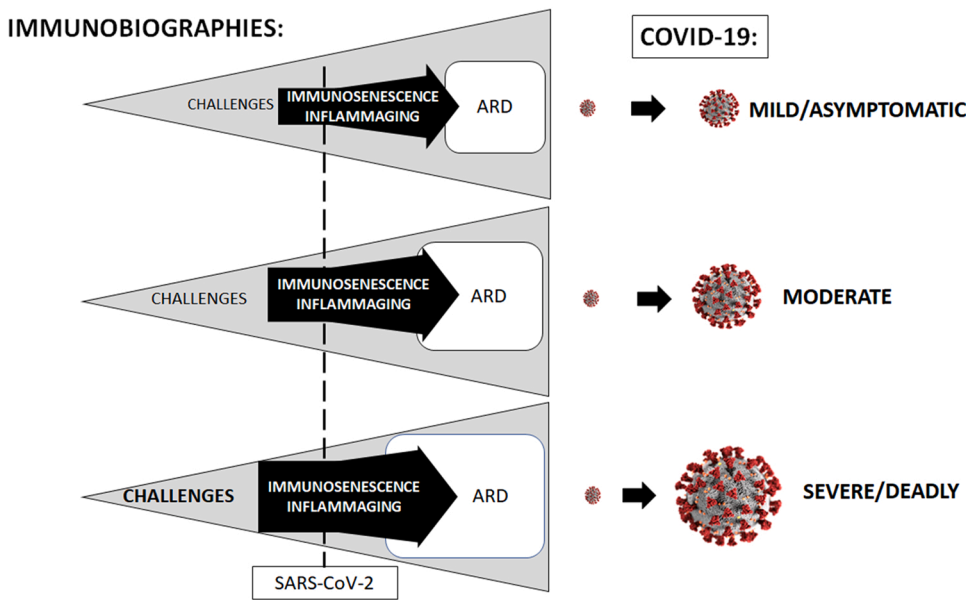 IMMUNOBIOGRAPHIES:
COVID-19:
CHALLENGES
IMMUNOSENESCENCE
INFLAMMAGING
ARD
MILD/ASYMPTOMATIC
CHALLENGES
IMMUNOSENESCENCE
INFLAMMAGING
ARD
MODERATE
CHALLENGES
IMMUNOSENESCENCE
INFLAMMAGING
ARD
SEVERE/DEADLY
SARS-CoV-2